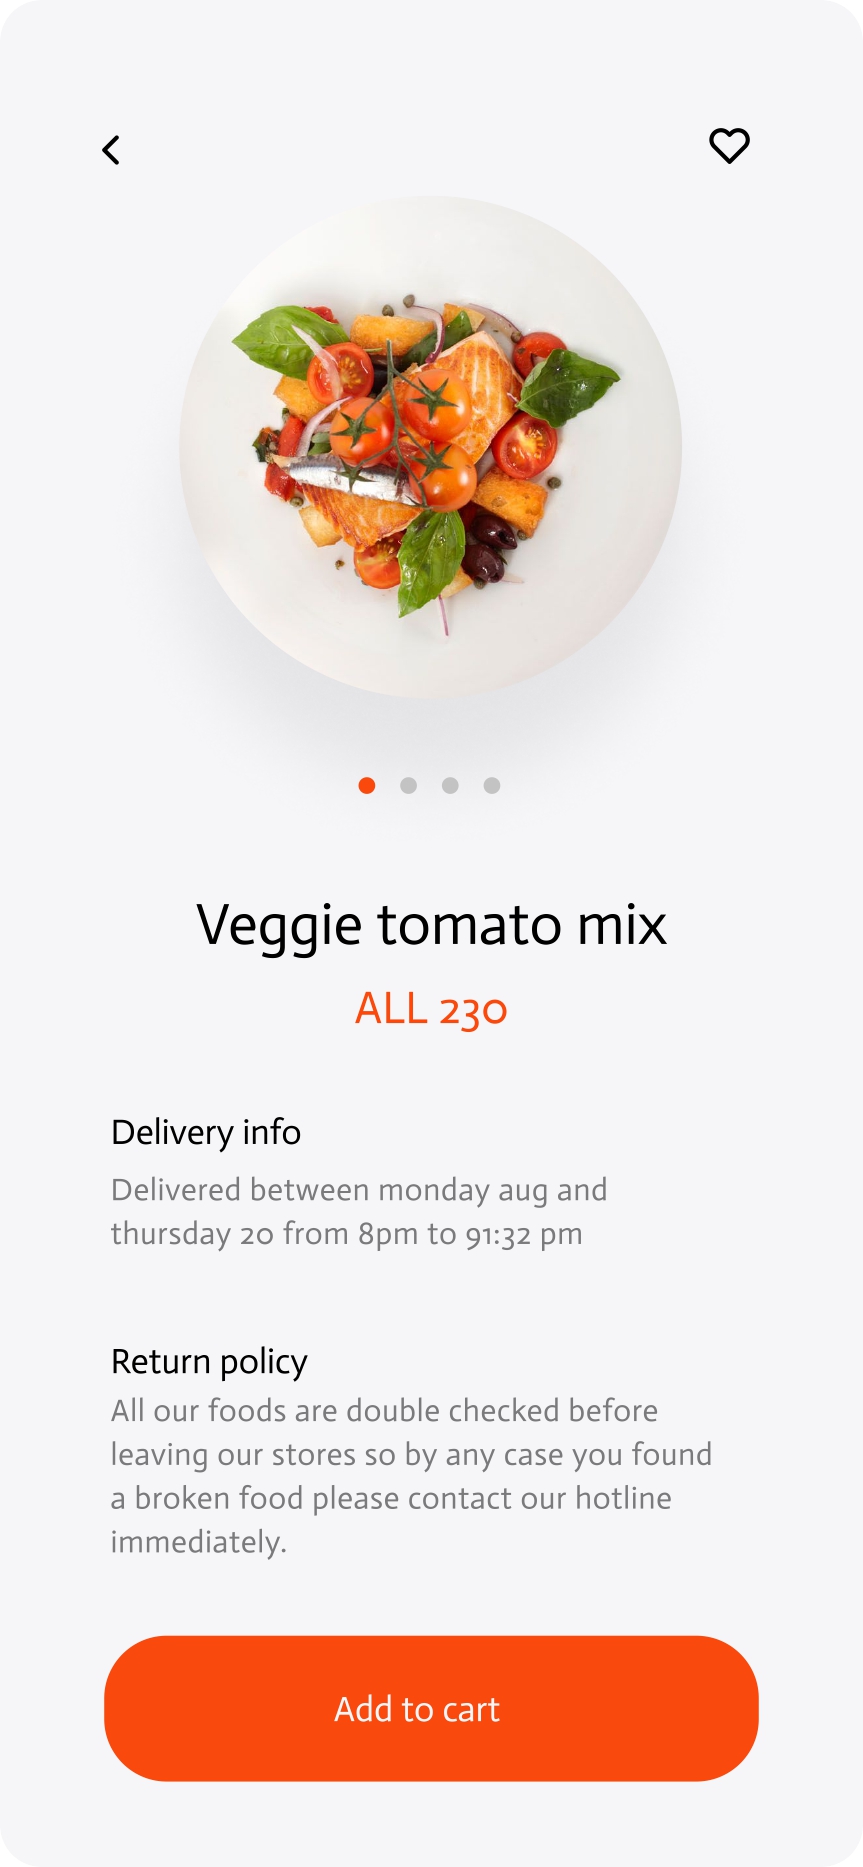 Veggie tomato mix
ALL 230
Delivery info
Delivered between monday aug and
thursday 20 from 8pm to 91:32 pm
Return policy
All our foods are double checked before
leaving our stores so by any case you found
a broken food please contact our hotline
immediately.
Add to cart